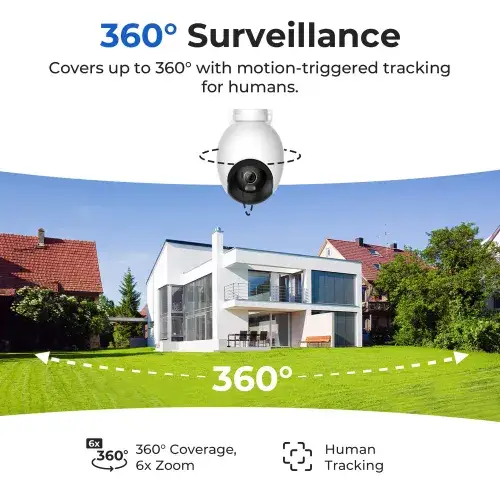 360° Surveillance
Covers up to 360° with motion-triggered tracking
for humans.
360°
6x
360°
360° Coverage,
6x Zoom
Human
Tracking